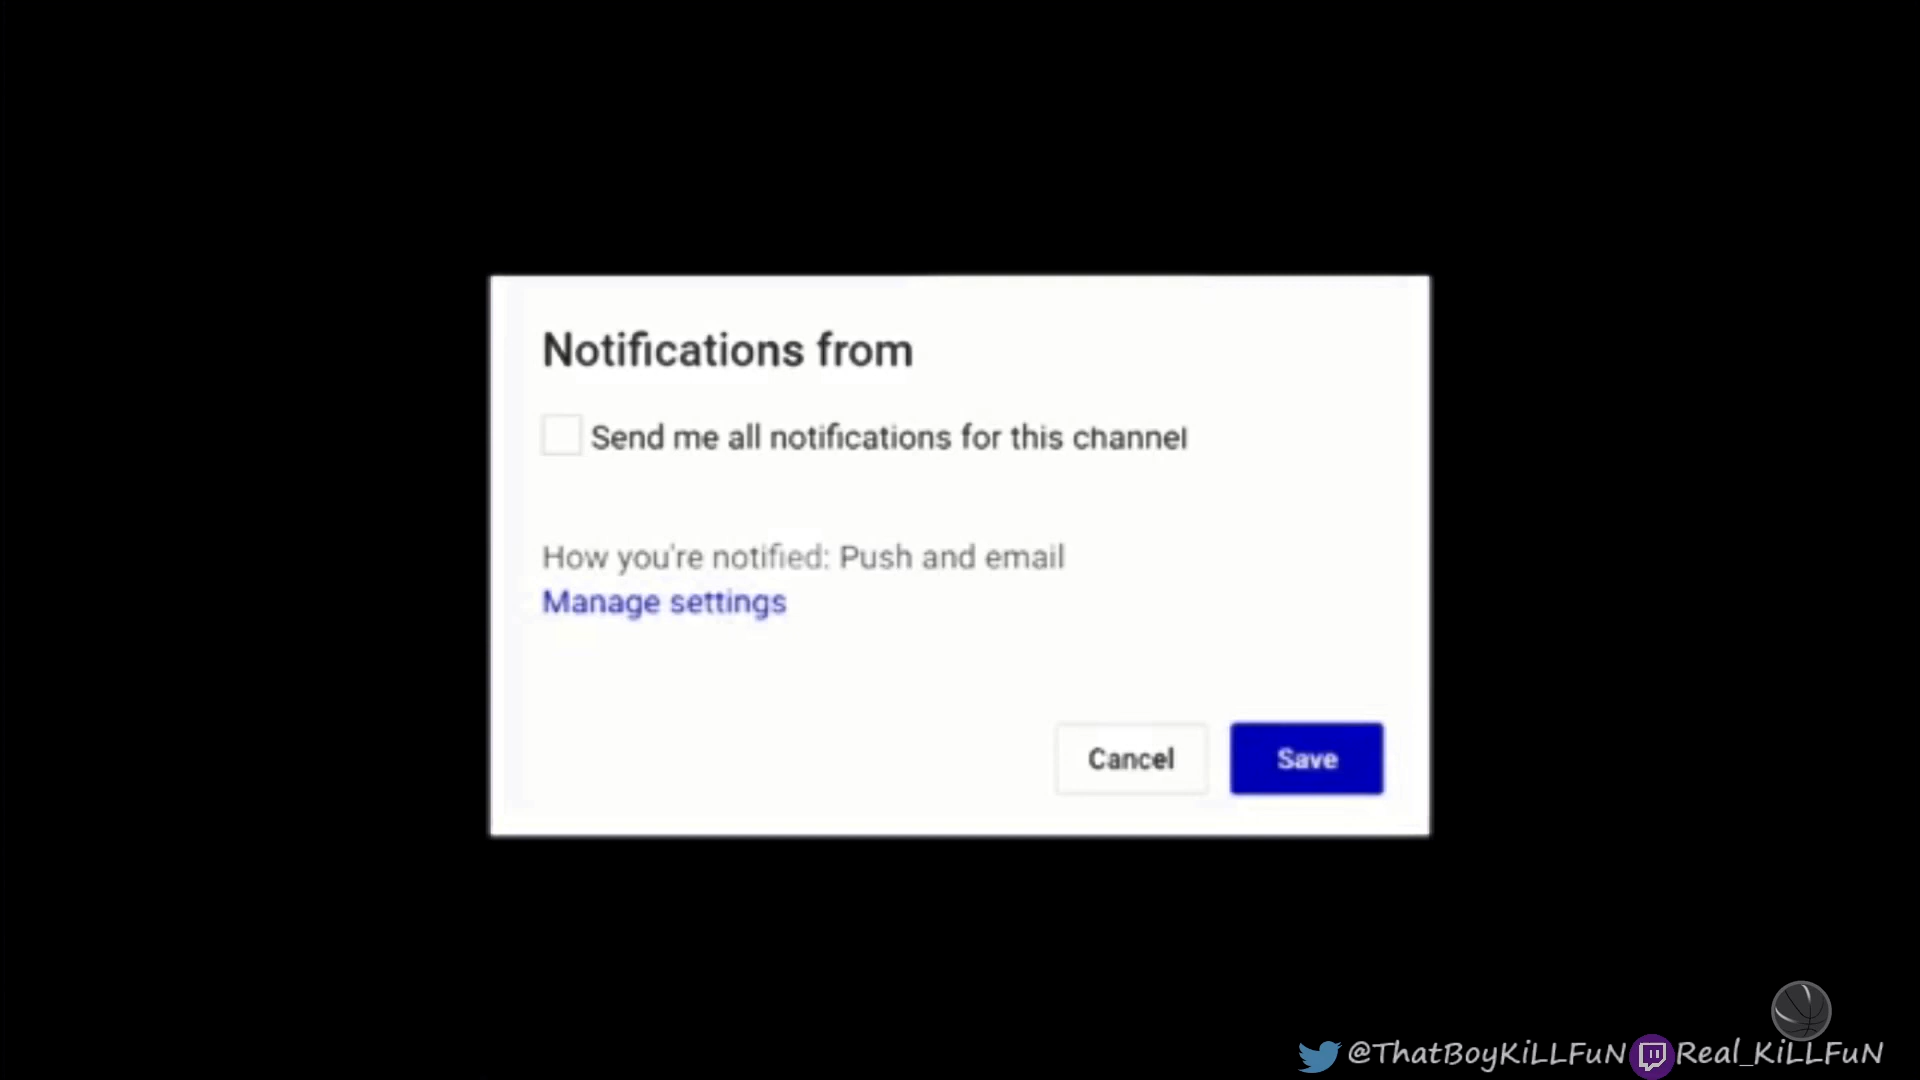 Notifications from
Send me all notifications for this channel
How you're notified: Push and email
Manage settings
Cancel Save
@ThatBoyKiLLFuN Real_KiLLFuN